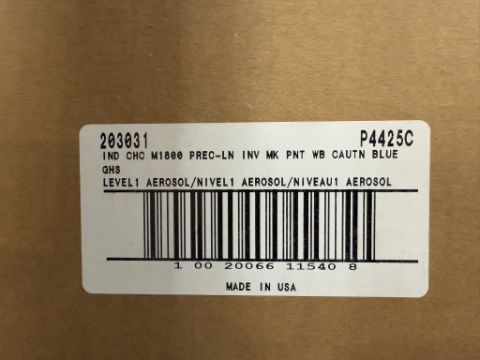 203031 P4425C
IND CHC M1800 PREC-LN INV MK PNT WB CAUTN BLUE
GHS
LEVEL1 AEROSOL/NIVEL1 AEROSOL/NIVEAU1 AEROSOL
1 00 20066 11540 8
MADE IN USA